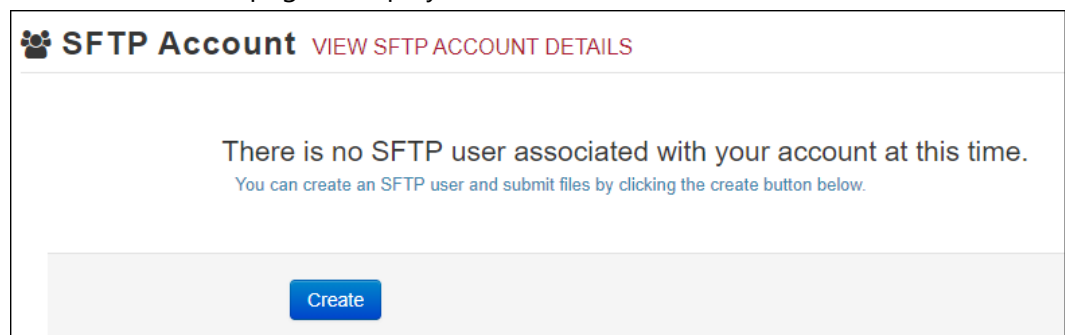 SFTP Account VIEW SFTP ACCOUNT DETAILS
There is no SFTP user associated with your account at this time.
You can create an SFTP user and submit files by clicking the create button below.
Create